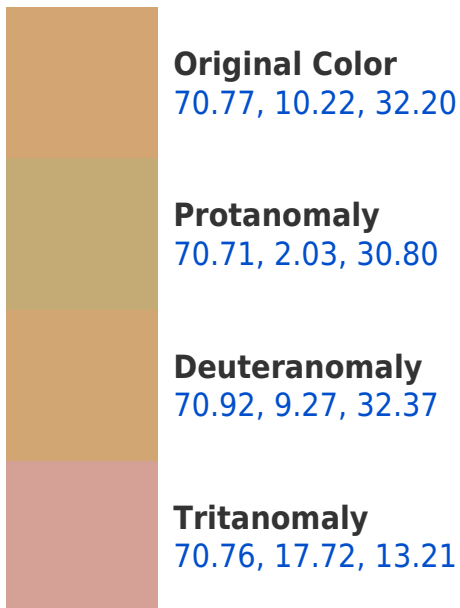 Original Color
70.77, 10.22, 32.20
Protanomaly
70.71, 2.03, 30.80
Deuteranomaly
70.92, 9.27, 32.37
Tritanomaly
70.76, 17.72, 13.21